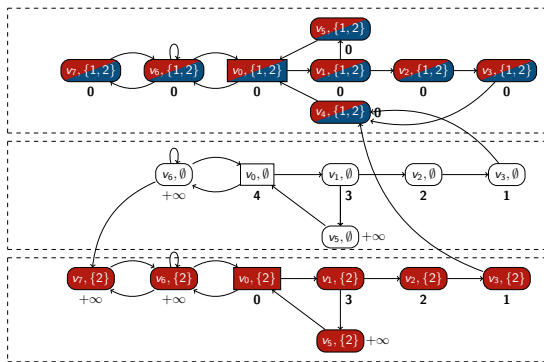 v₅, {1, 2}
0
v₇, {1, 2} v₆, {1, 2} v₀, {1, 2} v₁, {1, 2} v₂, {1, 2} v₃, {1, 2}
0 0 0 0 0 0
v₄, {1, 2} 0
v₆, ∅ v₀, ∅ v₁, ∅ v₂, ∅ v₃, ∅
+∞ 4 3 2 1
v₅, ∅ +∞
v₇, {2} v₆, {2} v₀, {2} v₁, {2} v₂, {2} v₃, {2}
+∞ +∞ 0 3 2 1
v₅, {2} +∞